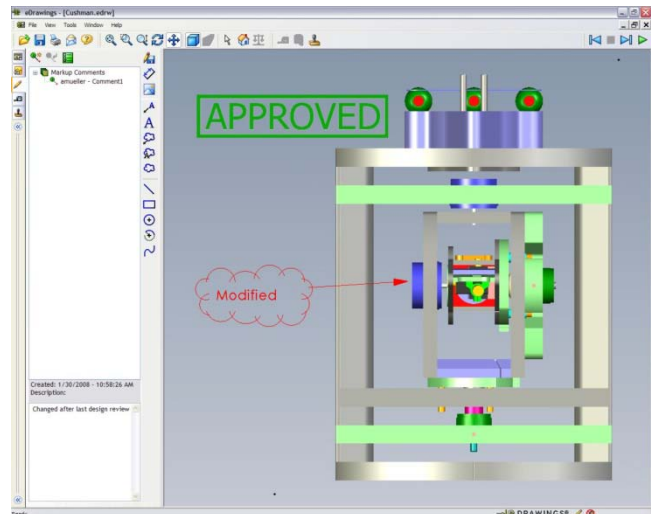 eDrawings - [Cushman.edrw]
File View Tools Window Help
Markup Comments
amueller - Comment1
APPROVED
Modified
Created: 1/30/2008 - 10:58:26 AM
Description:
Changed after last design review
DRAWINGS8